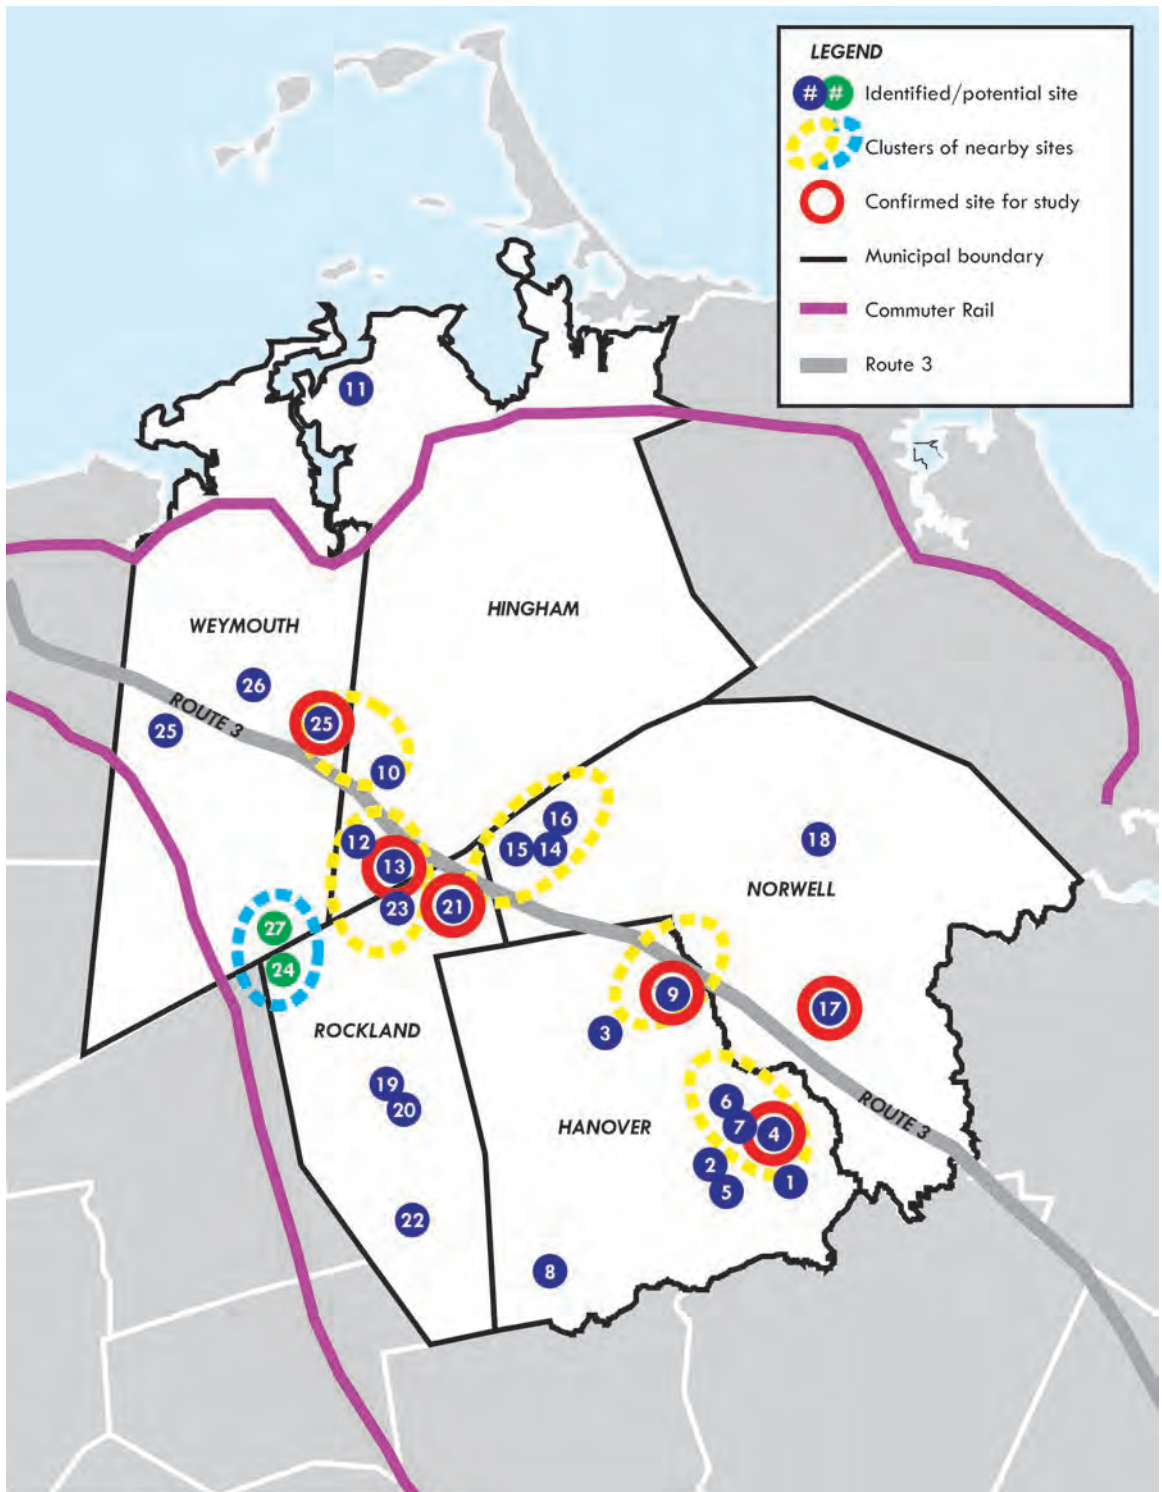 LEGEND
# # Identified/potential site
Clusters of nearby sites
Confirmed site for study
Municipal boundary
Commuter Rail
Route 3
11
HINGHAM
WEYMOUTH
26
ROUTE 3
25
25
10
16
12
15 14
18
13
NORWELL
23
21
27
24
9
17
ROCKLAND
3
19
20
6
ROUTE 3
HANOVER
7
4
2
1
5
22
8